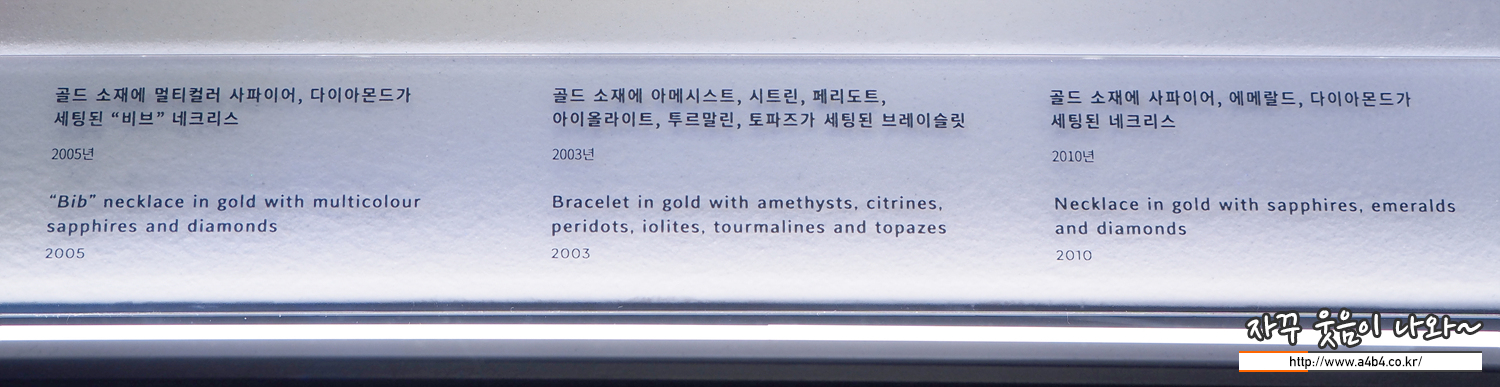 골드 소재에 멀티컬러 사파이어, 다이아몬드가
세팅된 “비브” 네크리스
2005년
“Bib” necklace in gold with multicolour
sapphires and diamonds
2005
골드 소재에 아메시스트, 시트린, 페리도트,
아이올라이트, 투르말린, 토파즈가 세팅된 브레이슬릿
2003년
Bracelet in gold with amethysts, citrines,
peridots, iolites, tourmalines and topazes
2003
골드 소재에 사파이어, 에메랄드, 다이아몬드가
세팅된 네크리스
2010년
Necklace in gold with sapphires, emeralds
and diamonds
2010
자꾸 웃음이 나와~
http://www.a4b4.co.kr/